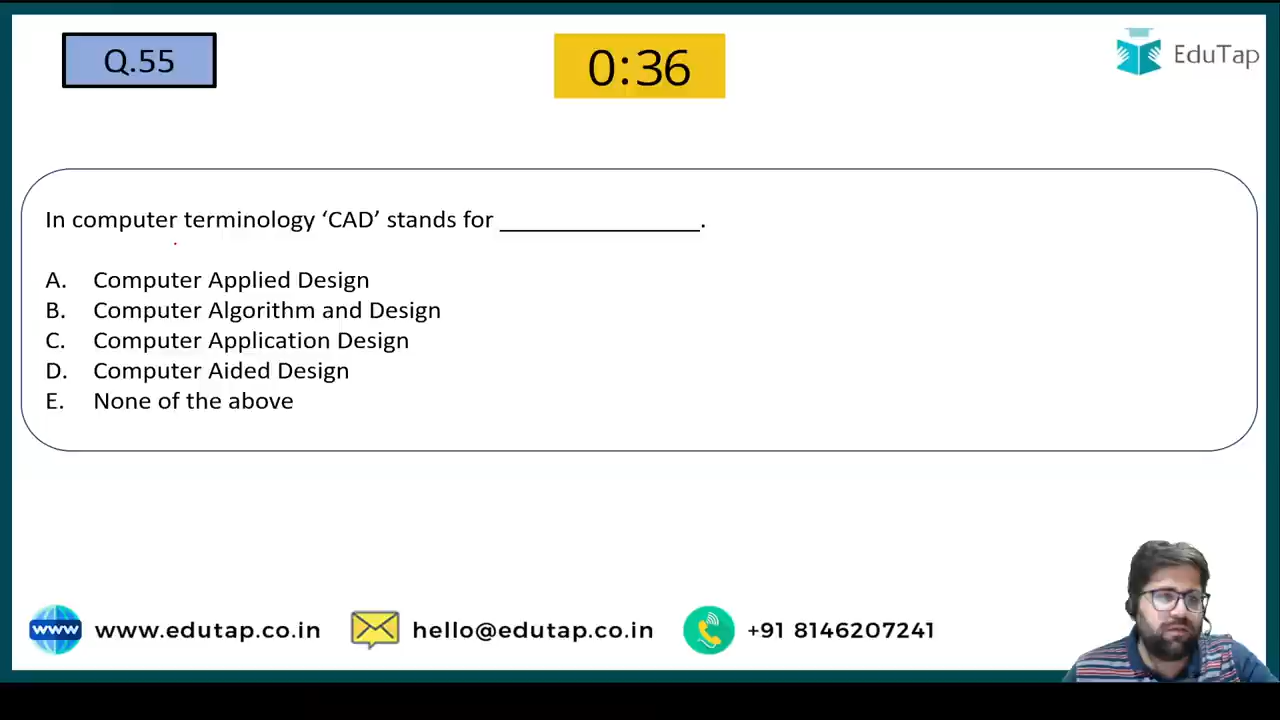 Q.55
0:36
EduTap
In computer terminology ‘CAD’ stands for ________________.
A. Computer Applied Design
B. Computer Algorithm and Design
C. Computer Application Design
D. Computer Aided Design
E. None of the above
www www.edutap.co.in hello@edutap.co.in +91 8146207241